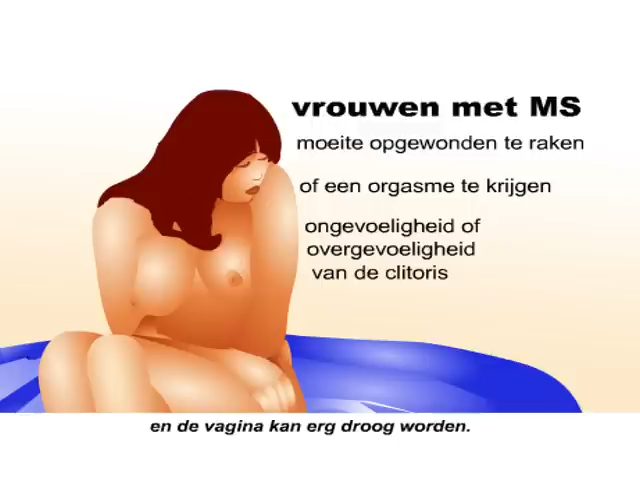 vrouwen met MS
moeite opgewonden te raken
of een orgasme te krijgen
ongevoeligheid of
overgevoeligheid
van de clitoris
en de vagina kan erg droog worden.